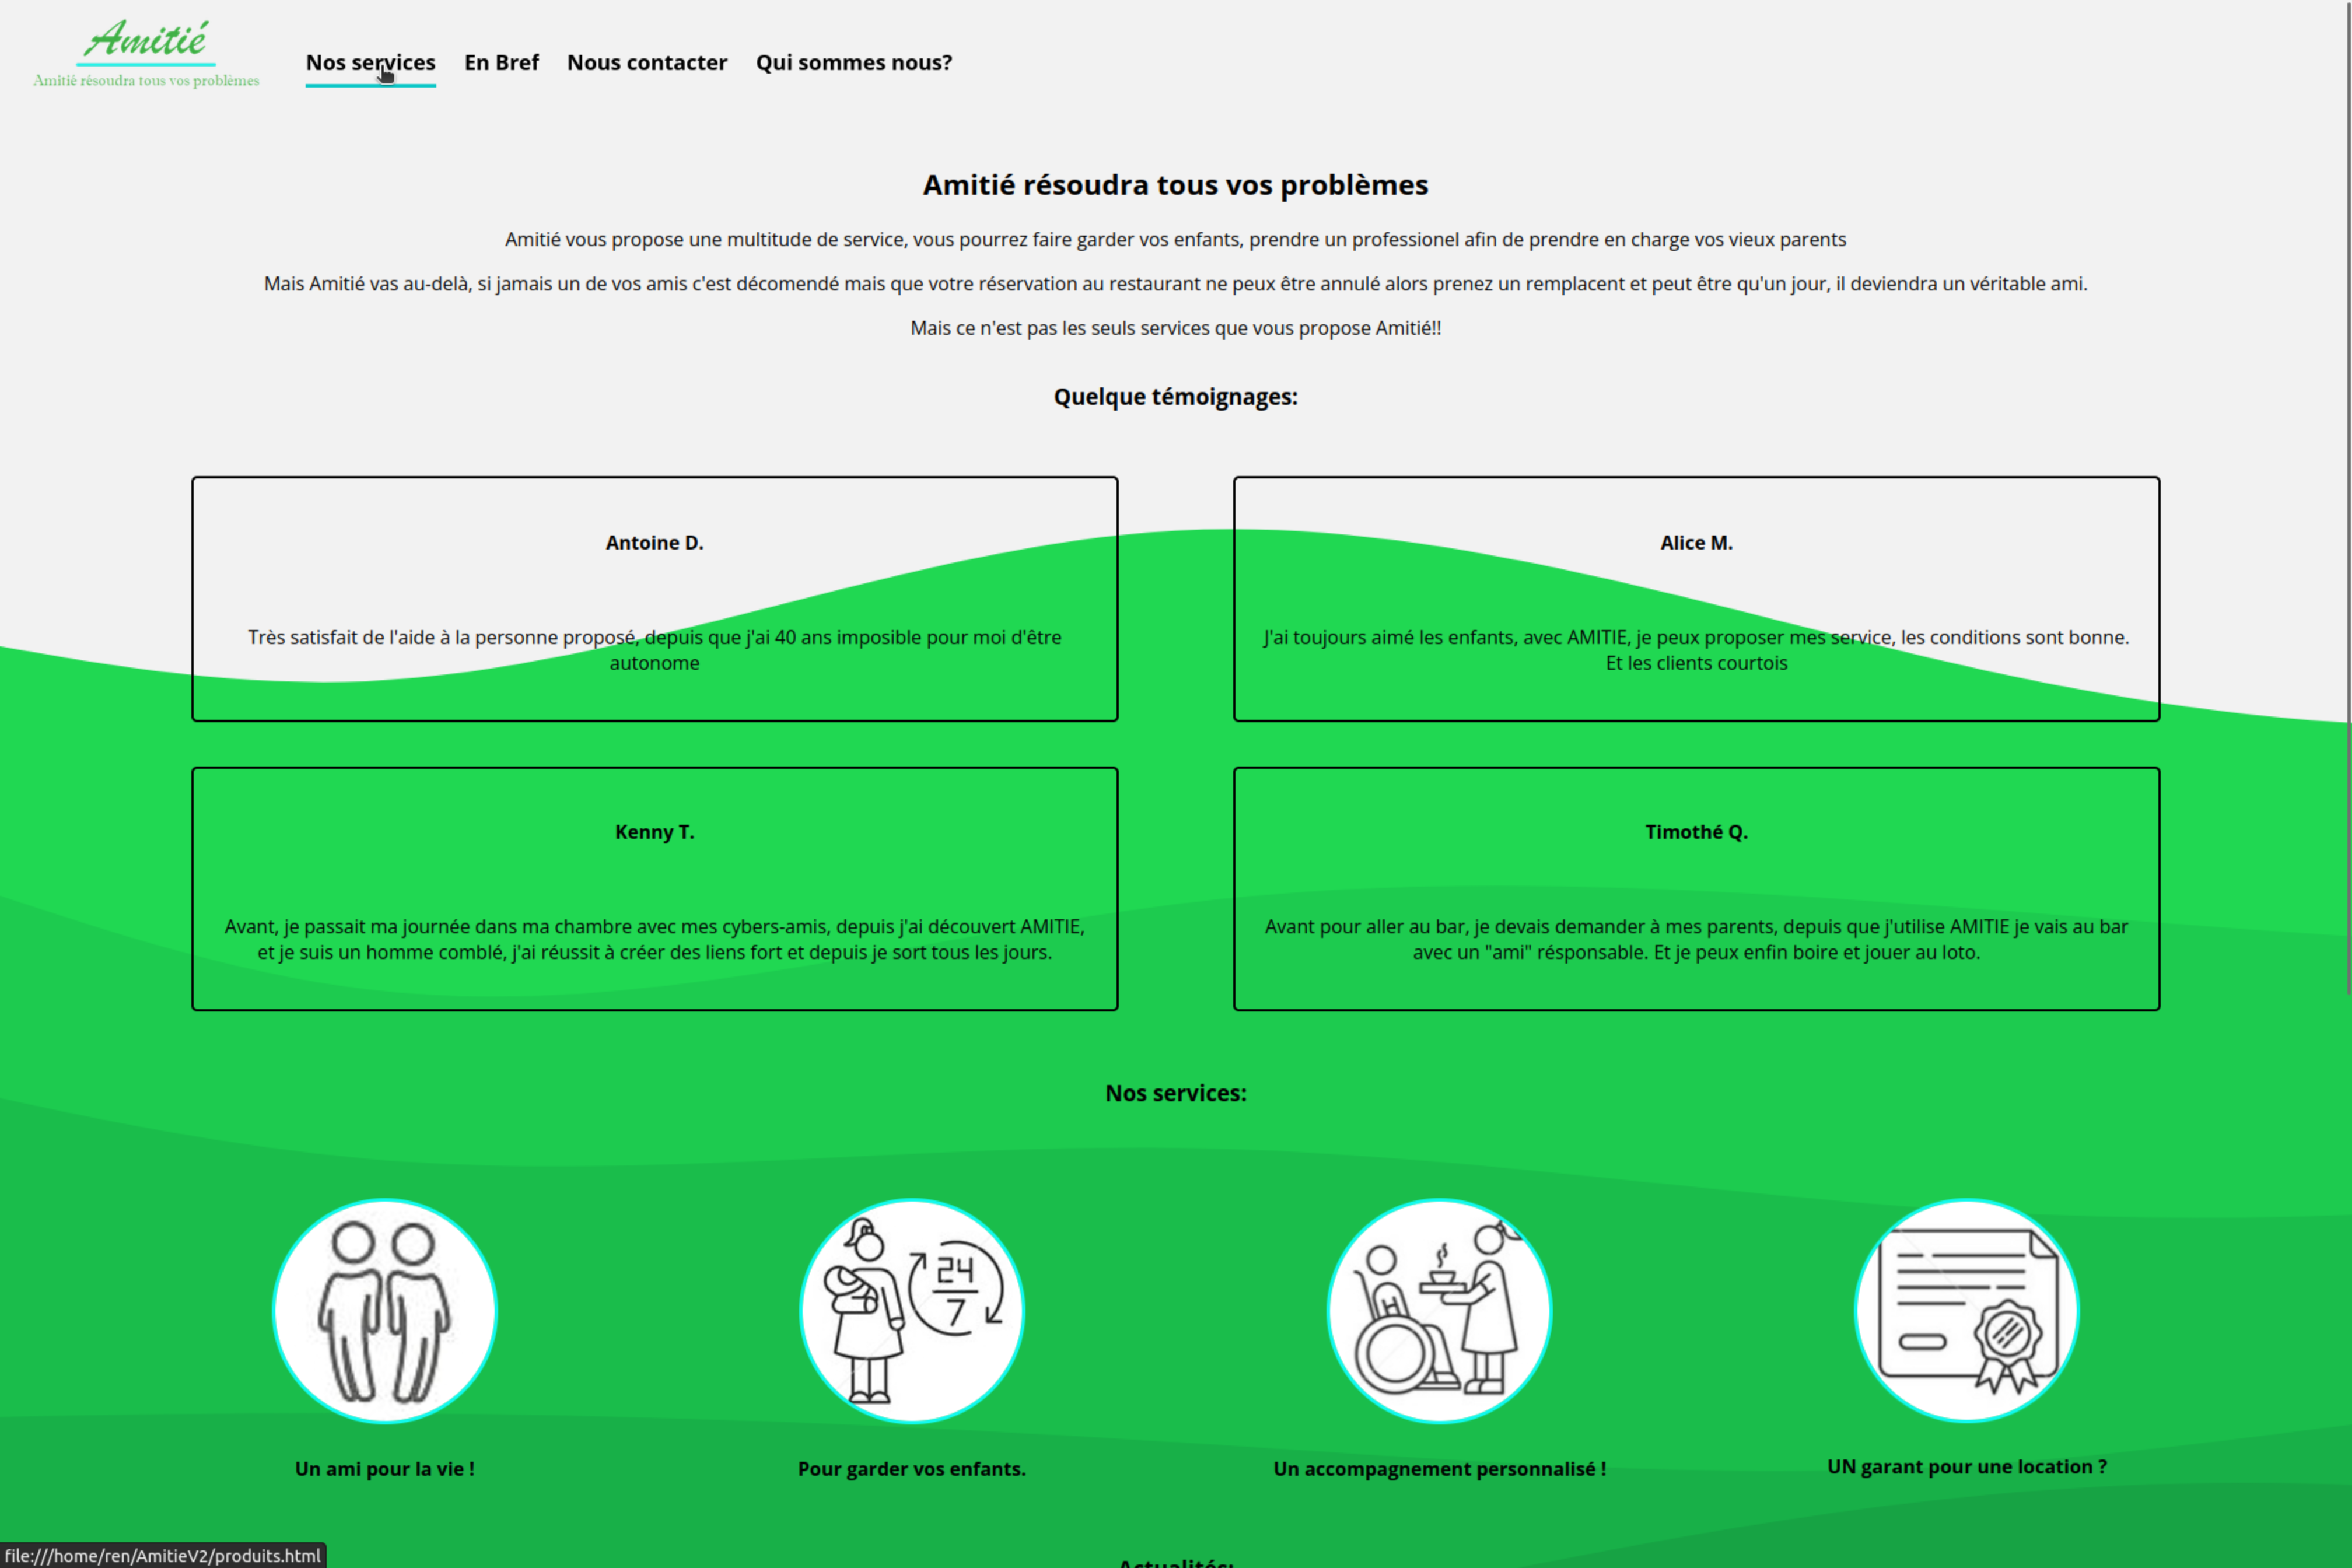 Amitié
Amitié résoudra tous vos problèmes
Nos services
En Bref
Nous contacter
Qui sommes nous?
Amitié résoudra tous vos problèmes
Amitié vous propose une multitude de service, vous pourrez faire garder vos enfants, prendre un professionel afin de prendre en charge vos vieux parents
Mais Amitié vas au-delà, si jamais un de vos amis c'est décomendé mais que votre réservation au restaurant ne peux être annulé alors prenez un remplacent et peut être qu'un jour, il deviendra un véritable ami.
Mais ce n'est pas les seuls services que vous propose Amitié!!
Quelque témoignages:
Antoine D.
Très satisfait de l'aide à la personne proposé, depuis que j'ai 40 ans imposible pour moi d'être
autonome
Alice M.
J'ai toujours aimé les enfants, avec AMITIE, je peux proposer mes service, les conditions sont bonne.
Et les clients courtois
Kenny T.
Avant, je passait ma journée dans ma chambre avec mes cybers-amis, depuis j'ai découvert AMITIE,
et je suis un homme comblé, j'ai réussit à créer des liens fort et depuis je sort tous les jours.
Timothé Q.
Avant pour aller au bar, je devais demander à mes parents, depuis que j'utilise AMITIE je vais au bar
avec un "ami" résponsable. Et je peux enfin boire et jouer au loto.
Nos services:
24
7
Un ami pour la vie !
Pour garder vos enfants.
Un accompagnement personnalisé !
UN garant pour une location ?
Actualités:
file:///home/ren/AmitieV2/produits.html